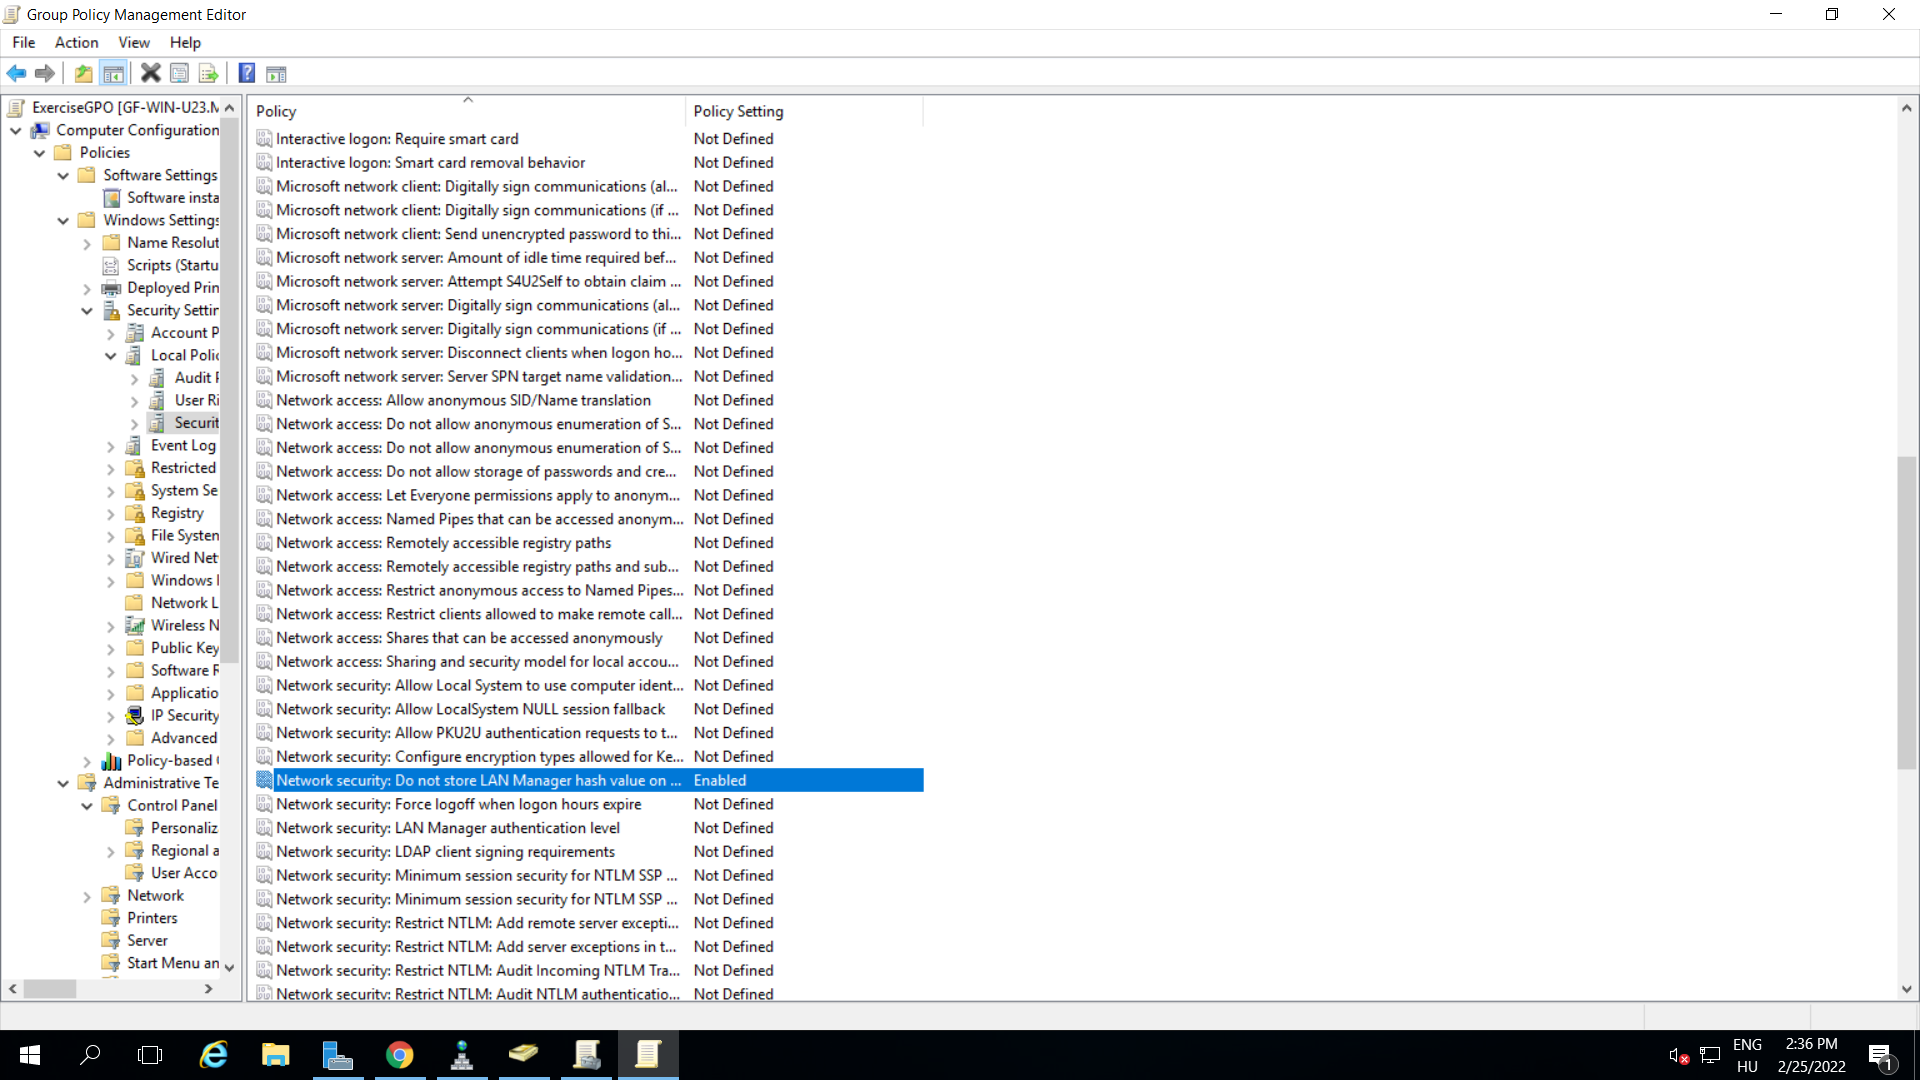 Group Policy Management Editor
File Action View Help
ExerciseGPO [GF-WIN-U23.M
Computer Configuration
Policies
Software Settings
Software insta
Windows Settings
Name Resolut
Scripts (Startu
Deployed Prin
Security Settin
Account P
Local Polic
Audit P
User Ri
Securit
Event Log
Restricted
System Se
Registry
File System
Wired Net
Windows
Network L
Wireless N
Public Key
Software R
Applicatio
IP Security
Advanced
Policy-based
Administrative Te
Control Panel
Personaliz
Regional a
User Acco
Network
Printers
Server
Start Menu an
Policy Policy Setting
Interactive logon: Require smart card Not Defined
Interactive logon: Smart card removal behavior Not Defined
Microsoft network client: Digitally sign communications (al... Not Defined
Microsoft network client: Digitally sign communications (if ... Not Defined
Microsoft network client: Send unencrypted password to thi... Not Defined
Microsoft network server: Amount of idle time required bef... Not Defined
Microsoft network server: Attempt S4U2Self to obtain claim ... Not Defined
Microsoft network server: Digitally sign communications (al... Not Defined
Microsoft network server: Digitally sign communications (if ... Not Defined
Microsoft network server: Disconnect clients when logon ho... Not Defined
Microsoft network server: Server SPN target name validation... Not Defined
Network access: Allow anonymous SID/Name translation Not Defined
Network access: Do not allow anonymous enumeration of S... Not Defined
Network access: Do not allow anonymous enumeration of S... Not Defined
Network access: Do not allow storage of passwords and cre... Not Defined
Network access: Let Everyone permissions apply to anonym... Not Defined
Network access: Named Pipes that can be accessed anonym... Not Defined
Network access: Remotely accessible registry paths Not Defined
Network access: Remotely accessible registry paths and sub... Not Defined
Network access: Restrict anonymous access to Named Pipes... Not Defined
Network access: Restrict clients allowed to make remote call... Not Defined
Network access: Shares that can be accessed anonymously Not Defined
Network access: Sharing and security model for local accou... Not Defined
Network security: Allow Local System to use computer ident... Not Defined
Network security: Allow LocalSystem NULL session fallback Not Defined
Network security: Allow PKU2U authentication requests to t... Not Defined
Network security: Configure encryption types allowed for Ke... Not Defined
Network security: Do not store LAN Manager hash value on ... Enabled
Network security: Force logoff when logon hours expire Not Defined
Network security: LAN Manager authentication level Not Defined
Network security: LDAP client signing requirements Not Defined
Network security: Minimum session security for NTLM SSP ... Not Defined
Network security: Minimum session security for NTLM SSP ... Not Defined
Network security: Restrict NTLM: Add remote server excepti... Not Defined
Network security: Restrict NTLM: Add server exceptions in t... Not Defined
Network security: Restrict NTLM: Audit Incoming NTLM Tra... Not Defined
Network security: Restrict NTLM: Audit NTLM authenticatio... Not Defined
ENG 2:36 PM
HU 2/25/2022
1